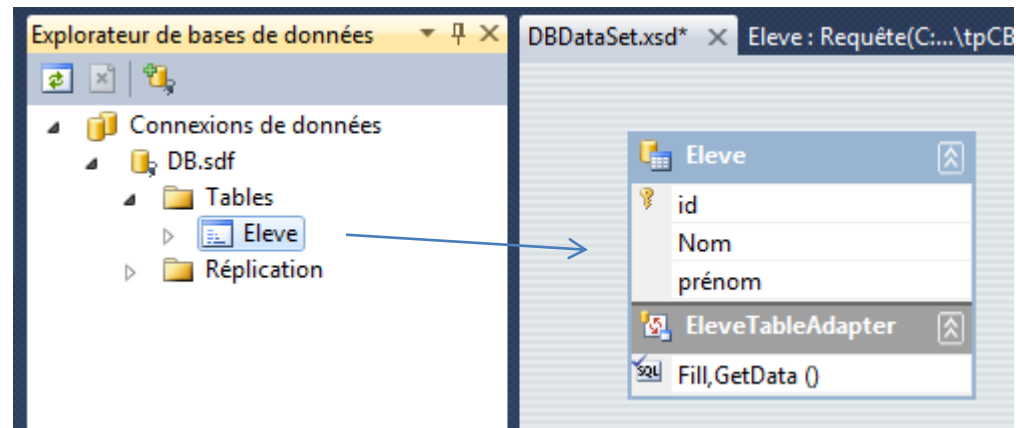 Explorateur de bases de données
Connexions de données
DB.sdf
Tables
Eleve
Réplication
DBDataSet.xsd*
Eleve : Requête(C:...\tpCB
Eleve
id
Nom
prénom
EleveTableAdapter
SQL
Fill,GetData ()